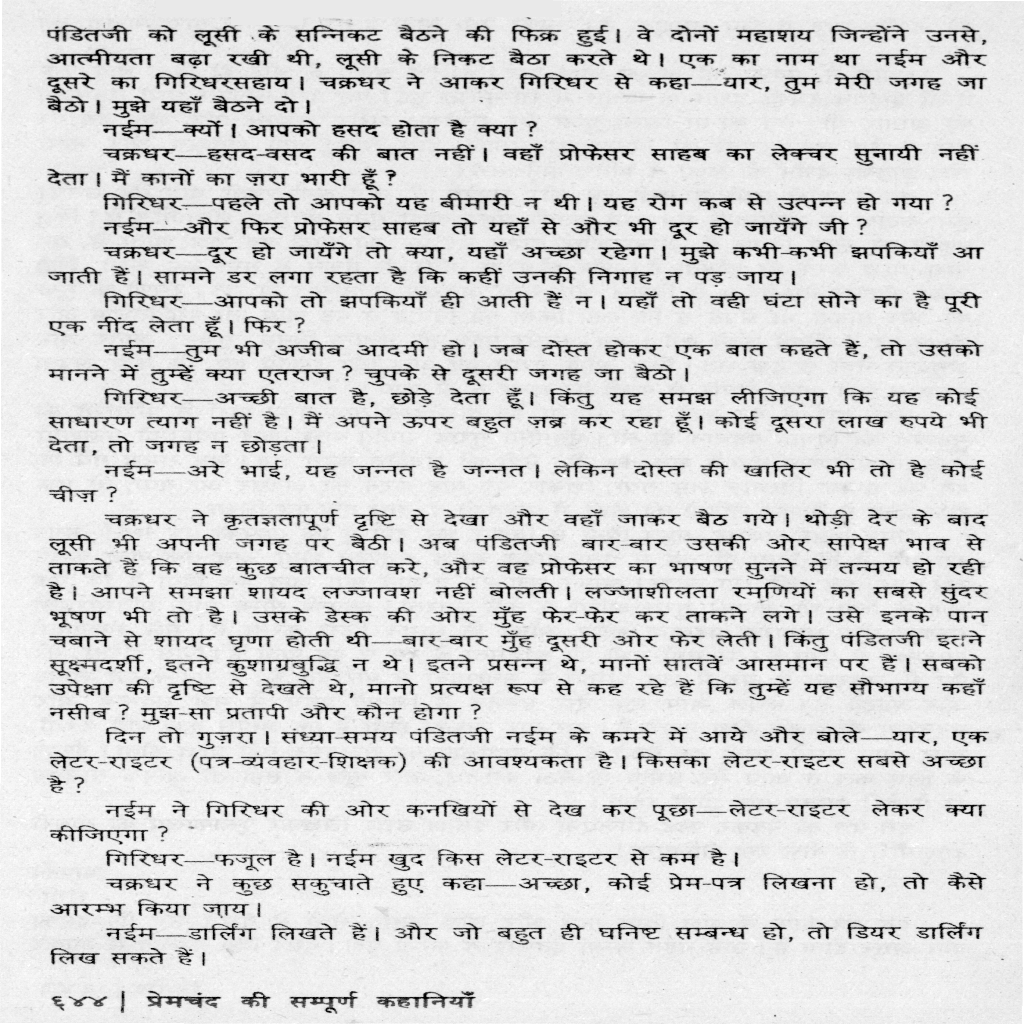 पंडितजी को लूसी के सन्निकट बैठने की फिक्र हुई। वे दोनों महाशय जिन्होंने उनसे,
आत्मीयता बढ़ा रखी थी, लूसी के निकट बैठा करते थे। एक का नाम था नईम और
दूसरे का गिरिधरसहाय। चक्रधर ने आकर गिरिधर से कहा—यार, तुम मेरी जगह जा
बैठो। मुझे यहाँ बैठने दो।
नईम—क्यों। आपको हसद होता है क्या ?
चक्रधर—हसद-वसद की बात नहीं। वहाँ प्रोफेसर साहब का लेक्चर सुनायी नहीं
देता। मैं कानों का ज़रा भारी हूँ ?
गिरिधर—पहले तो आपको यह बीमारी न थी। यह रोग कब से उत्पन्न हो गया ?
नईम—और फिर प्रोफेसर साहब तो यहाँ से और भी दूर हो जायँगे जी ?
चक्रधर—दूर हो जायँगे तो क्या, यहाँ अच्छा रहेगा। मुझे कभी-कभी झपकियाँ आ
जाती हैं। सामने डर लगा रहता है कि कहीं उनकी निगाह न पड़ जाय।
गिरिधर—आपको तो झपकियाँ ही आती हैं न। यहाँ तो वही घंटा सोने का है पूरी
एक नींद लेता हूँ। फिर ?
नईम—तुम भी अजीब आदमी हो। जब दोस्त होकर एक बात कहते हैं, तो उसको
मानने में तुम्हें क्या एतराज ? चुपके से दूसरी जगह जा बैठो।
गिरिधर—अच्छी बात है, छोड़े देता हूँ। किंतु यह समझ लीजिएगा कि यह कोई
साधारण त्याग नहीं है। मैं अपने ऊपर बहुत ज़ब्र कर रहा हूँ। कोई दूसरा लाख रुपये भी
देता, तो जगह न छोड़ता।
नईम—अरे भाई, यह जन्नत है जन्नत। लेकिन दोस्त की खातिर भी तो है कोई
चीज़ ?
चक्रधर ने कृतज्ञतापूर्ण दृष्टि से देखा और वहाँ जाकर बैठ गये। थोड़ी देर के बाद
लूसी भी अपनी जगह पर बैठी। अब पंडितजी बार-बार उसकी ओर सापेक्ष भाव से
ताकते हैं कि वह कुछ बातचीत करे, और वह प्रोफेसर का भाषण सुनने में तन्मय हो रही
है। आपने समझा शायद लज्जावश नहीं बोलती। लज्जाशीलता रमणियों का सबसे सुंदर
भूषण भी तो है। उसके डेस्क की ओर मुँह फेर-फेर कर ताकने लगे। उसे इनके पान
चबाने से शायद घृणा होती थी—बार-बार मुँह दूसरी ओर फेर लेती। किंतु पंडितजी इतने
सूक्ष्मदर्शी, इतने कुशाग्रबुद्धि न थे। इतने प्रसन्न थे, मानों सातवें आसमान पर हैं। सबको
उपेक्षा की दृष्टि से देखते थे, मानो प्रत्यक्ष रूप से कह रहे हैं कि तुम्हें यह सौभाग्य कहाँ
नसीब ? मुझ-सा प्रतापी और कौन होगा ?
दिन तो गुज़रा। संध्या-समय पंडितजी नईम के कमरे में आये और बोले—यार, एक
लेटर-राइटर (पत्र-व्यवहार-शिक्षक) की आवश्यकता है। किसका लेटर-राइटर सबसे अच्छा
है ?
नईम ने गिरिधर की ओर कनखियों से देख कर पूछा—लेटर-राइटर लेकर क्या
कीजिएगा ?
गिरिधर—फजूल है। नईम खुद किस लेटर-राइटर से कम है।
चक्रधर ने कुछ सकुचाते हुए कहा—अच्छा, कोई प्रेम-पत्र लिखना हो, तो कैसे
आरम्भ किया जाय।
नईम—डार्लिंग लिखते हैं। और जो बहुत ही घनिष्ट सम्बन्ध हो, तो डियर डार्लिंग
लिख सकते हैं।
६४४ | प्रेमचंद की सम्पूर्ण कहानियाँ